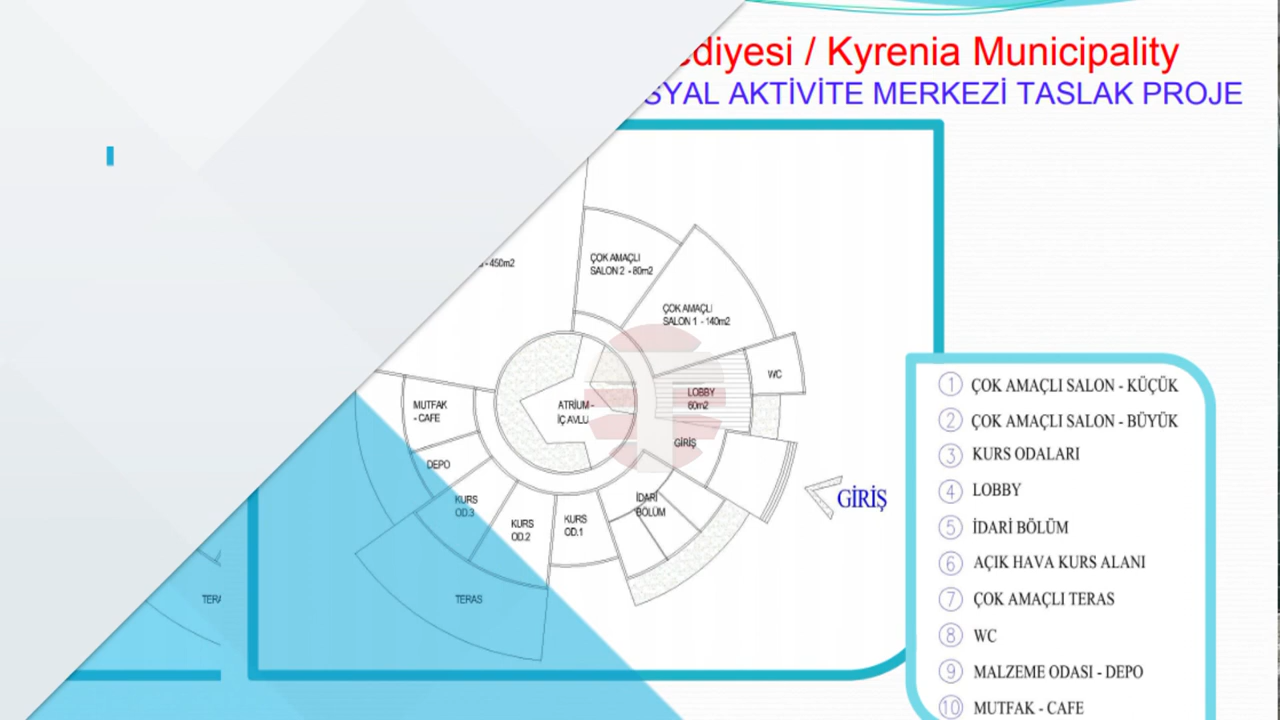 ediyesi / Kyrenia Municipality
SYAL AKTİVİTE MERKEZİ TASLAK PROJE
- 450m2
ÇOK AMAÇLI
SALON 2 - 80m2
ÇOK AMAÇLI
SALON 1 - 140m2
WC
LOBBY
60m2
MUTFAK
- CAFE
ATRİUM -
İÇ AVLU
GİRİŞ
DEPO
KURS
OD.3
KURS
OD.2
KURS
OD.1
İDARİ
BÖLÜM
GİRİŞ
TERAS
TERA
1 ÇOK AMAÇLI SALON - KÜÇÜK
2 ÇOK AMAÇLI SALON - BÜYÜK
3 KURS ODALARI
4 LOBBY
5 İDARİ BÖLÜM
6 AÇIK HAVA KURS ALANI
7 ÇOK AMAÇLI TERAS
8 WC
9 MALZEME ODASI - DEPO
10 MUTFAK - CAFE